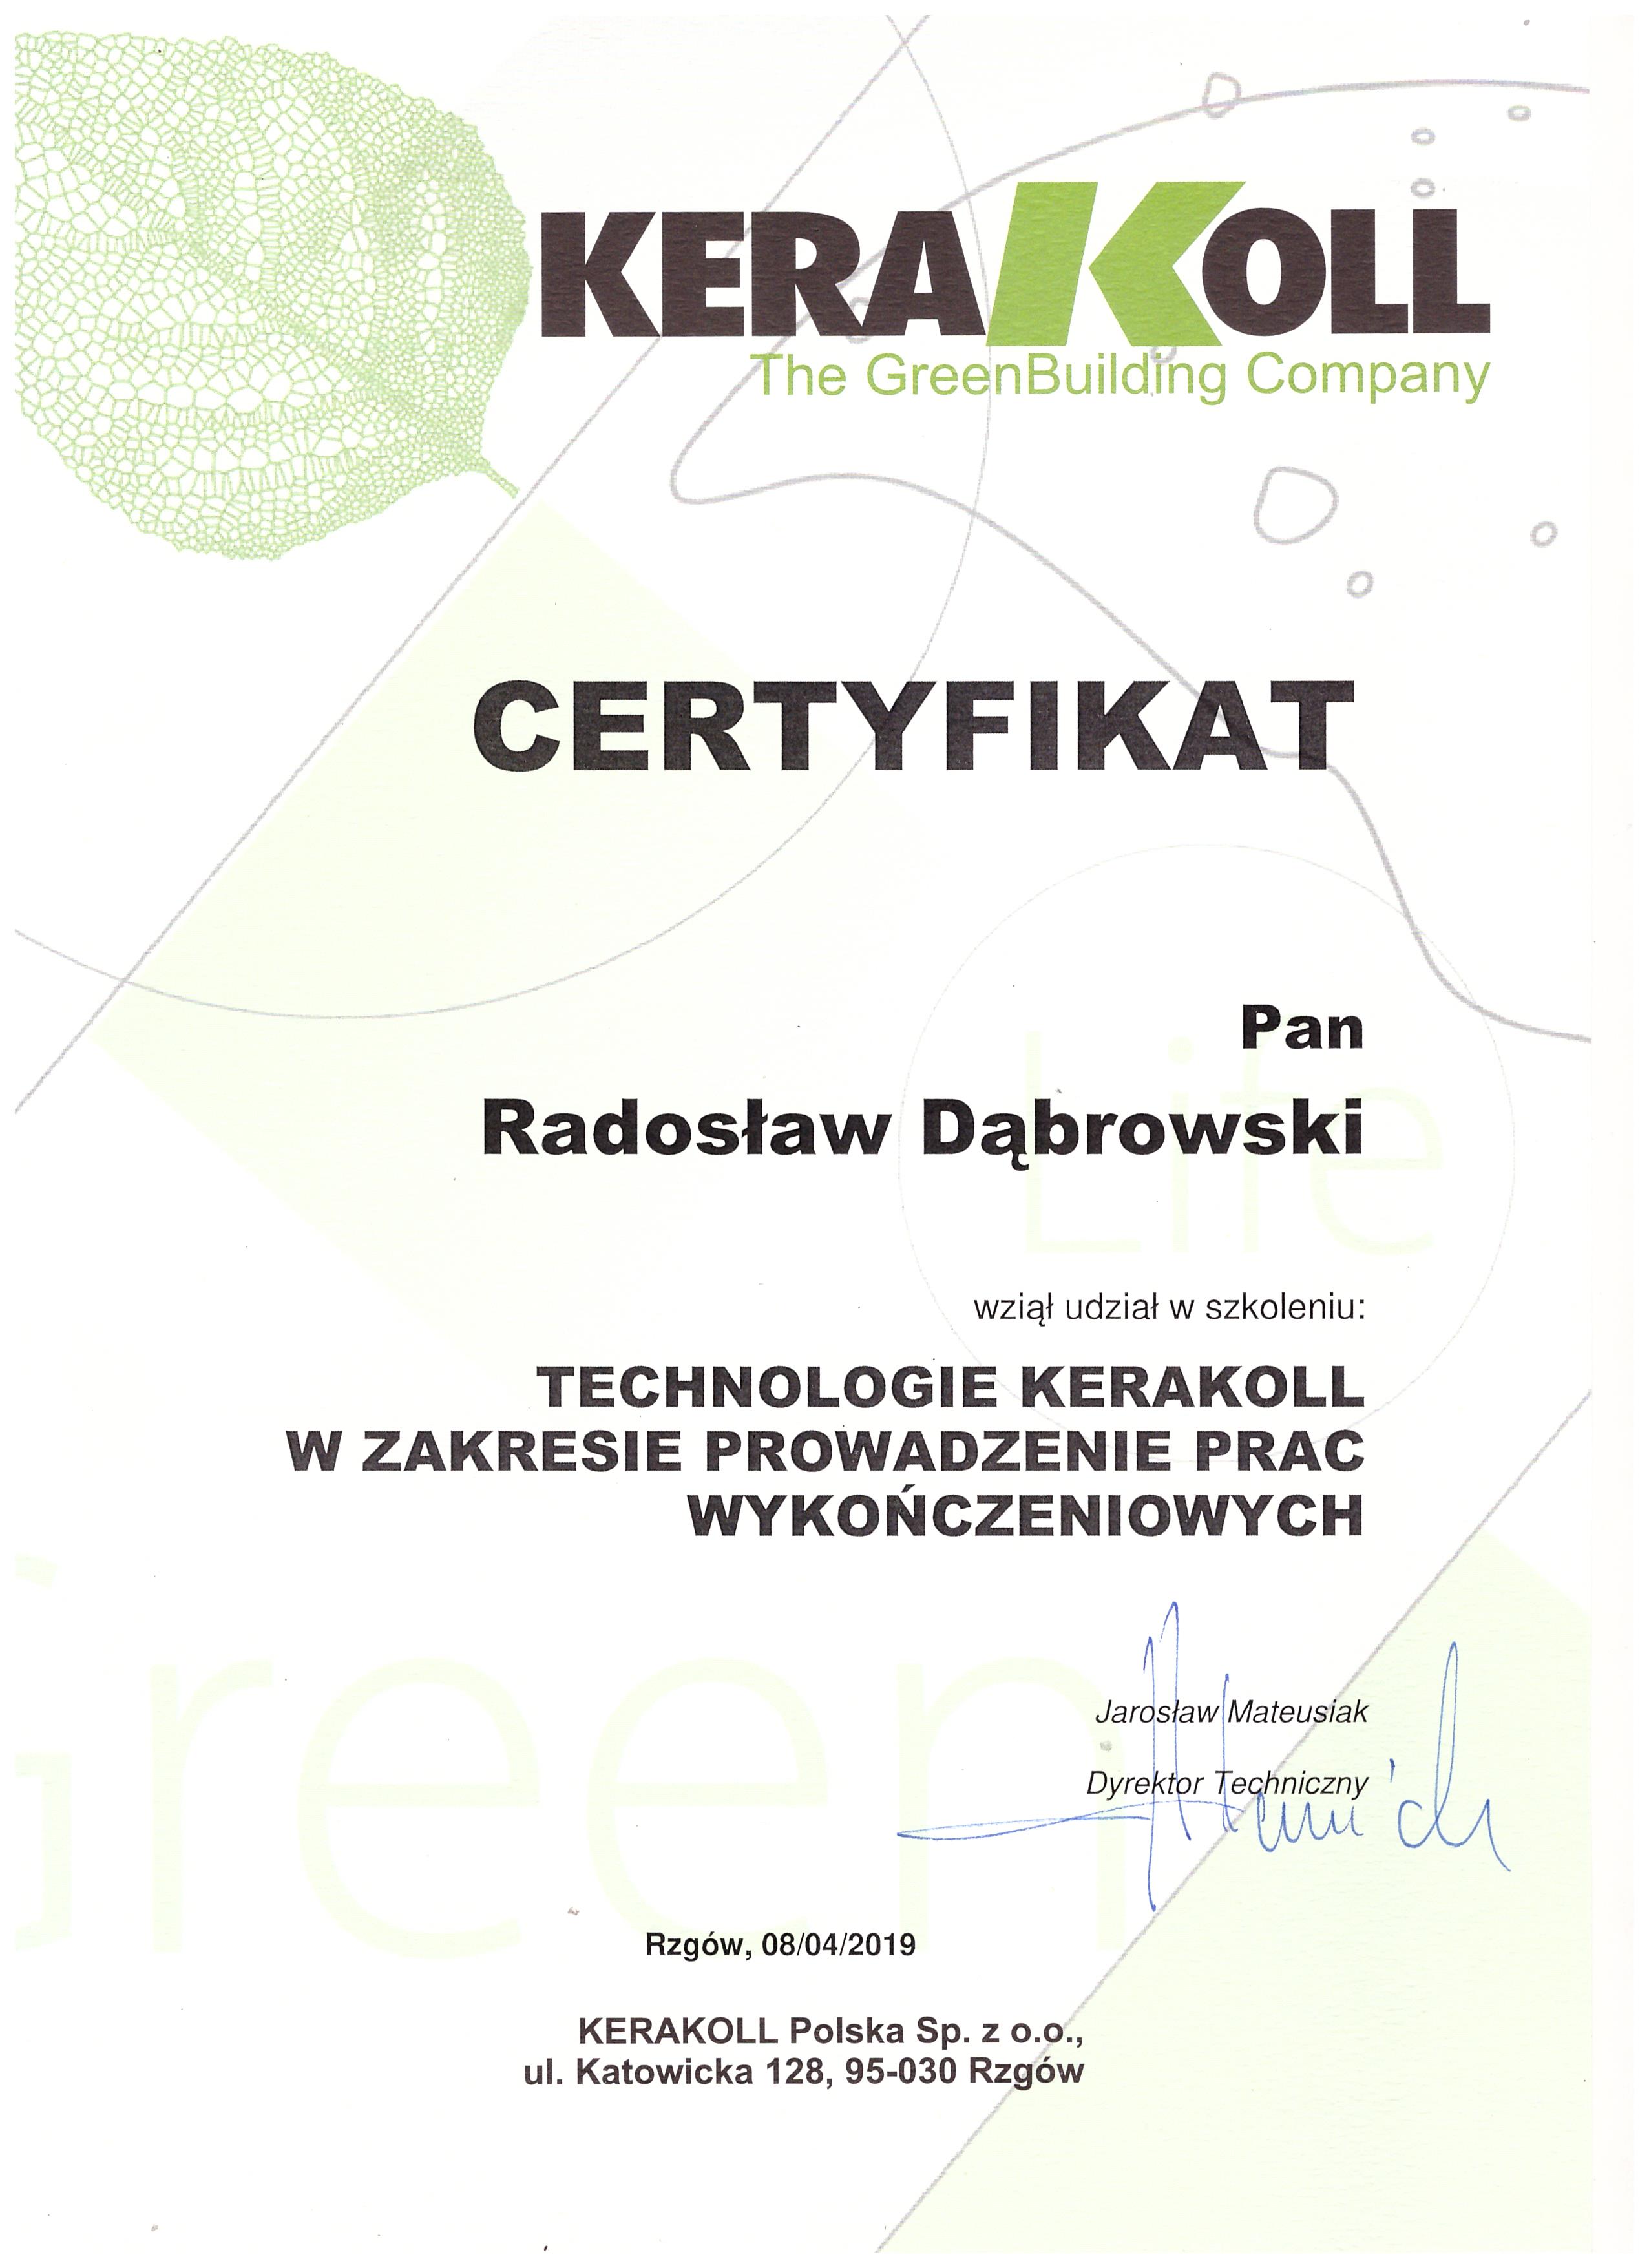 KERAKOLL
The GreenBuilding Company
CERTYFIKAT
Pan
Radosław Dąbrowski
Life
wziął udział w szkoleniu:
TECHNOLOGIE KERAKOLL
W ZAKRESIE PROWADZENIE PRAC
WYKOŃCZENIOWYCH
Green
Jarosław Mateusiak
Dyrektor Techniczny
Rzgów, 08/04/2019
KERAKOLL Polska Sp. z o.o.,
ul. Katowicka 128, 95-030 Rzgów